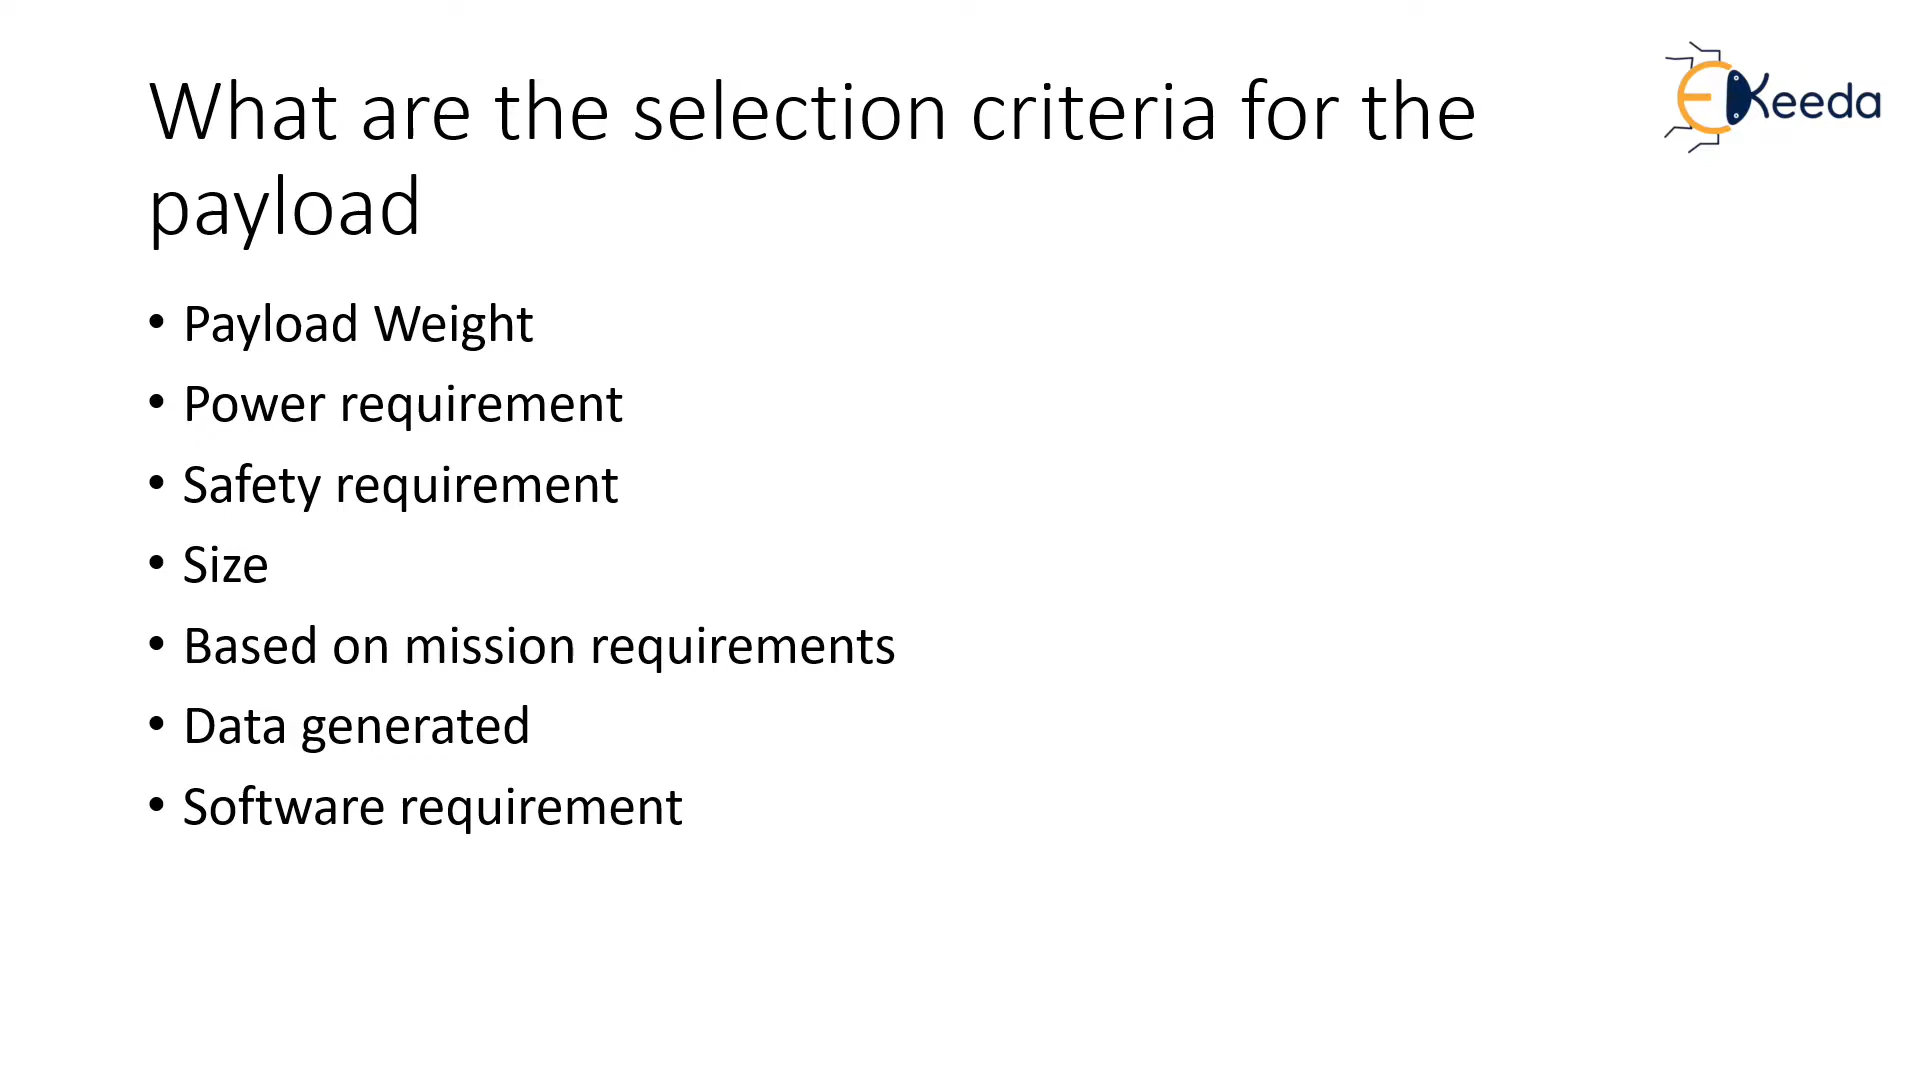 What are the selection criteria for the
payload
EKeeda
• Payload Weight
• Power requirement
• Safety requirement
• Size
• Based on mission requirements
• Data generated
• Software requirement